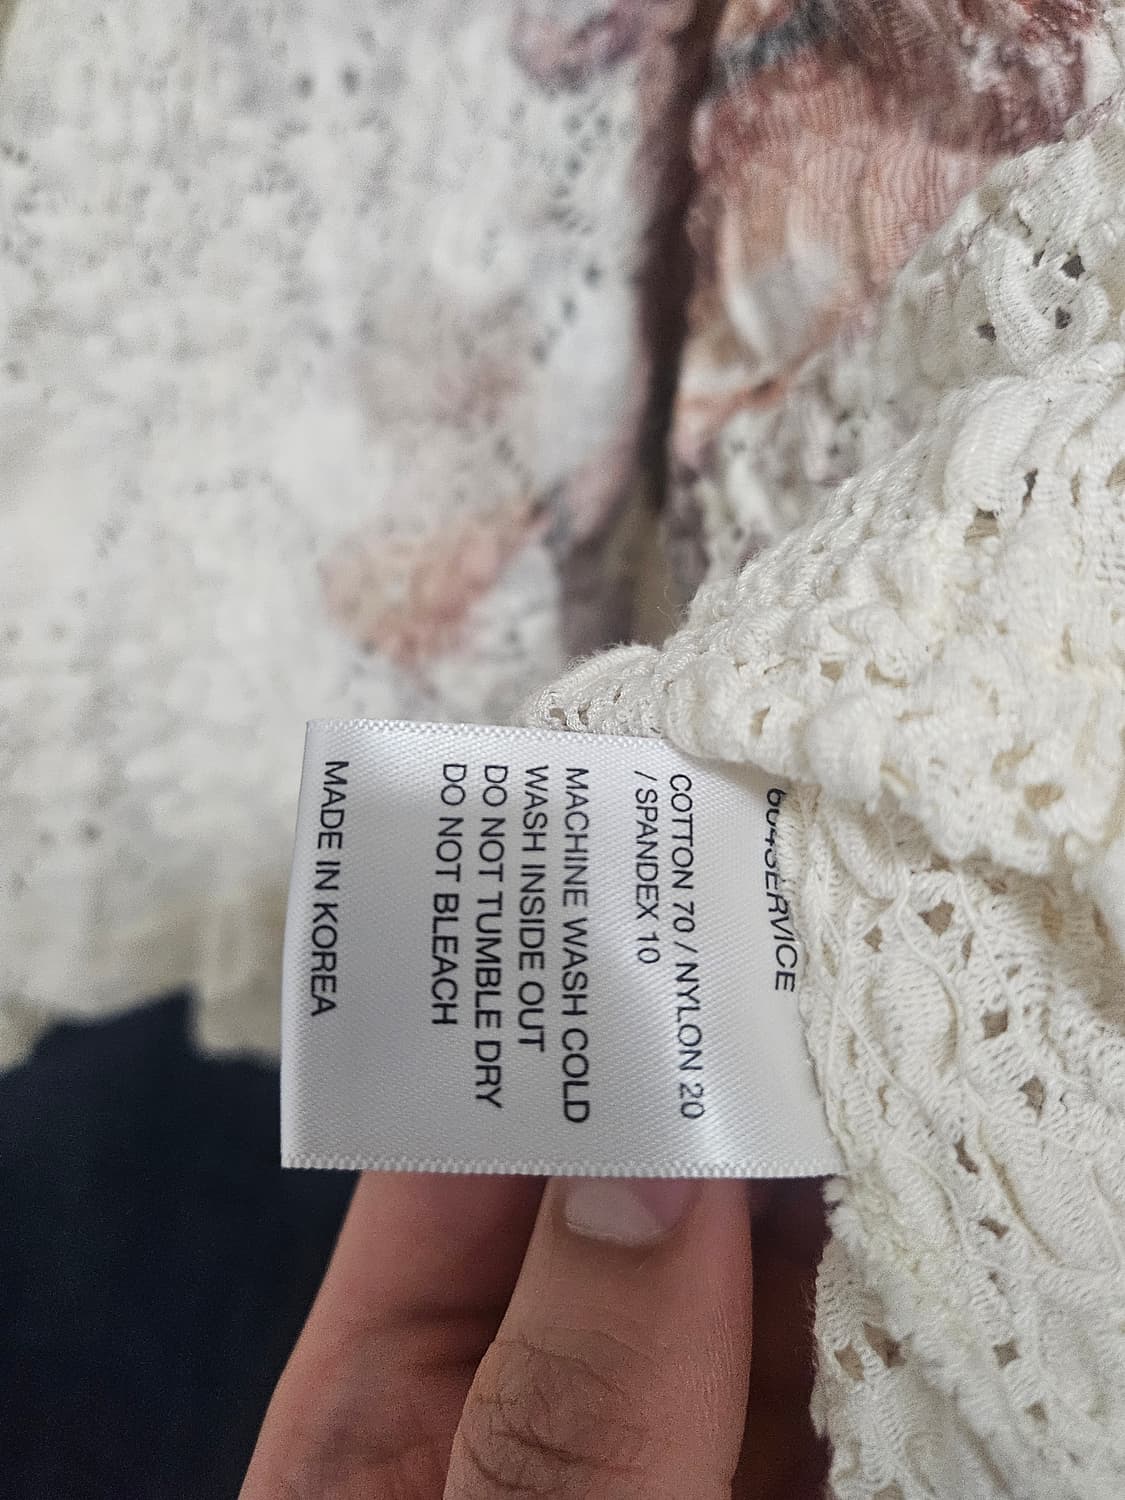 604SERVICE
COTTON 70 / NYLON 20
/ SPANDEX 10
MACHINE WASH COLD
WASH INSIDE OUT
DO NOT TUMBLE DRY
DO NOT BLEACH
MADE IN KOREA